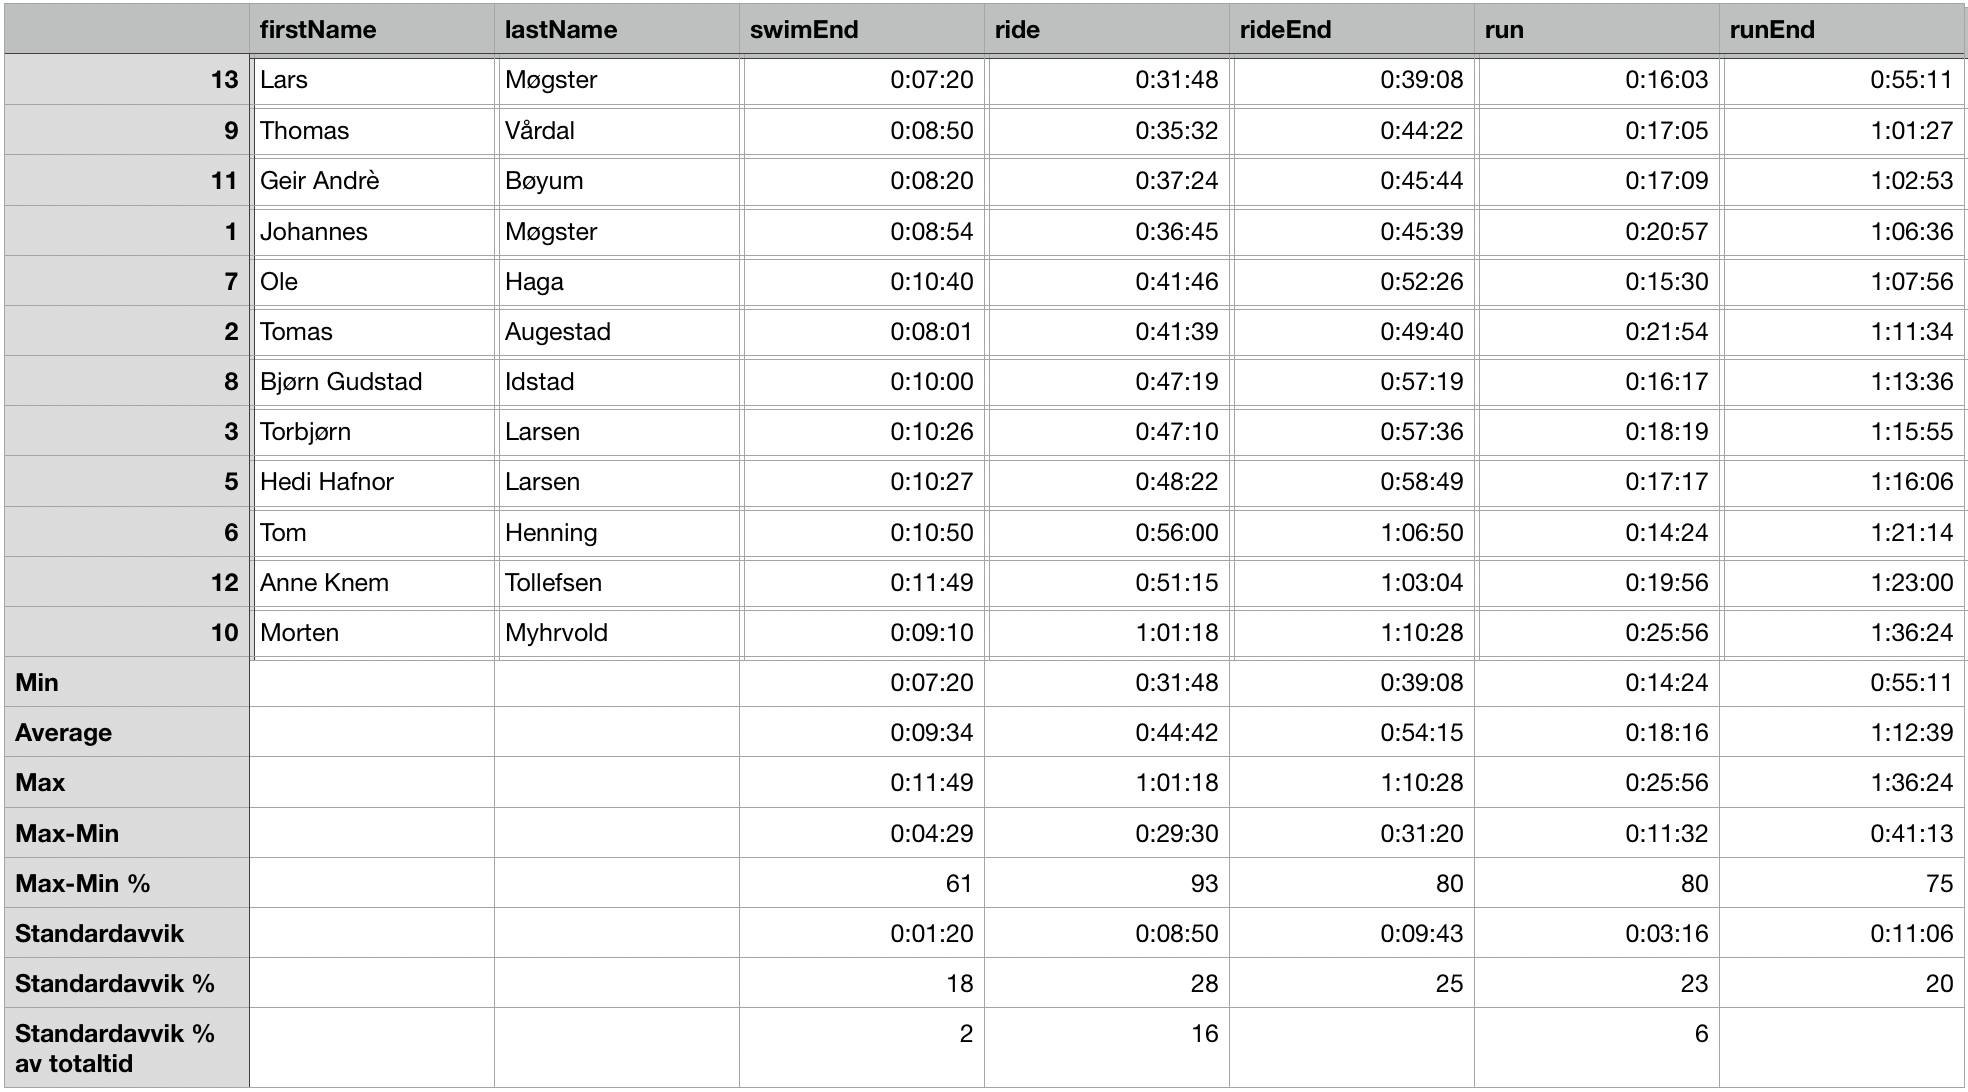 firstName lastName swimEnd ride rideEnd run runEnd
13 Lars Møgster 0:07:20 0:31:48 0:39:08 0:16:03 0:55:11
9 Thomas Vårdal 0:08:50 0:35:32 0:44:22 0:17:05 1:01:27
11 Geir Andrè Bøyum 0:08:20 0:37:24 0:45:44 0:17:09 1:02:53
1 Johannes Møgster 0:08:54 0:36:45 0:45:39 0:20:57 1:06:36
7 Ole Haga 0:10:40 0:41:46 0:52:26 0:15:30 1:07:56
2 Tomas Augestad 0:08:01 0:41:39 0:49:40 0:21:54 1:11:34
8 Bjørn Gudstad Idstad 0:10:00 0:47:19 0:57:19 0:16:17 1:13:36
3 Torbjørn Larsen 0:10:26 0:47:10 0:57:36 0:18:19 1:15:55
5 Hedi Hafnor Larsen 0:10:27 0:48:22 0:58:49 0:17:17 1:16:06
6 Tom Henning 0:10:50 0:56:00 1:06:50 0:14:24 1:21:14
12 Anne Knem Tollefsen 0:11:49 0:51:15 1:03:04 0:19:56 1:23:00
10 Morten Myhrvold 0:09:10 1:01:18 1:10:28 0:25:56 1:36:24
Min 0:07:20 0:31:48 0:39:08 0:14:24 0:55:11
Average 0:09:34 0:44:42 0:54:15 0:18:16 1:12:39
Max 0:11:49 1:01:18 1:10:28 0:25:56 1:36:24
Max-Min 0:04:29 0:29:30 0:31:20 0:11:32 0:41:13
Max-Min % 61 93 80 80 75
Standardavvik 0:01:20 0:08:50 0:09:43 0:03:16 0:11:06
Standardavvik % 18 28 25 23 20
Standardavvik % 2 16 6
av totaltid